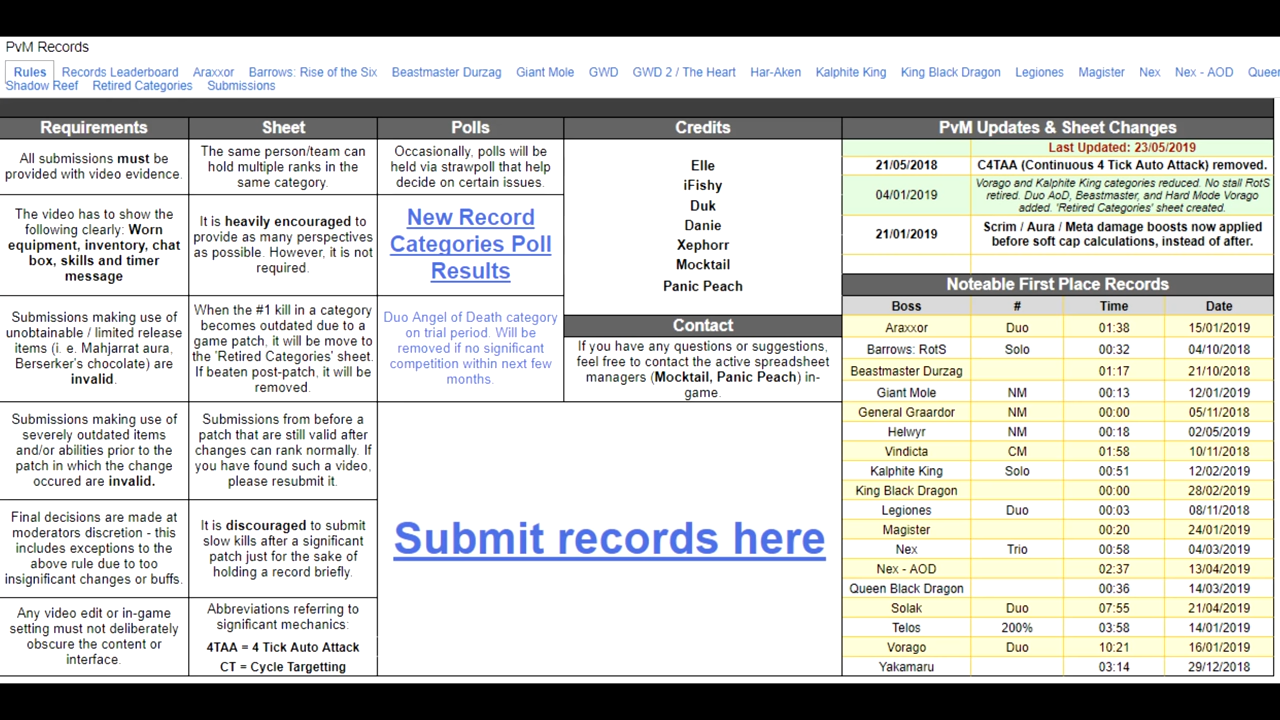 PvM Records
Rules Records Leaderboard Araxxor Barrows: Rise of the Six Beastmaster Durzag Giant Mole GWD GWD 2 / The Heart Har-Aken Kalphite King King Black Dragon Legiones Magister Nex Nex - AOD Queer
Shadow Reef Retired Categories Submissions
Requirements
All submissions must be
provided with video evidence.
The video has to show the
following clearly: Worn
equipment, inventory, chat
box, skills and timer
message
Submissions making use of
unobtainable / limited release
items (i. e. Mahjarrat aura,
Berserker's chocolate) are
invalid.
Submissions making use of
severely outdated items
and/or abilities prior to the
patch in which the change
occured are invalid.
Final decisions are made at
moderators discretion - this
includes exceptions to the
above rule due to too
insignificant changes or buffs.
Any video edit or in-game
setting must not deliberately
obscure the content or
interface.
Sheet
The same person/team can
hold multiple ranks in the
same category.
It is heavily encouraged to
provide as many perspectives
as possible. However, it is not
required.
When the #1 kill in a category
becomes outdated due to a
game patch, it will be move to
the 'Retired Categories' sheet.
If beaten post-patch, it will be
removed.
Submissions from before a
patch that are still valid after
changes can rank normally. If
you have found such a video,
please resubmit it.
It is discouraged to submit
slow kills after a significant
patch just for the sake of
holding a record briefly.
Abbreviations referring to
significant mechanics:
4TAA = 4 Tick Auto Attack
CT = Cycle Targetting
Polls
Occasionally, polls will be
held via strawpoll that help
decide on certain issues.
New Record
Categories Poll
Results
Duo Angel of Death category
on trial period. Will be
removed if no significant
competition within next few
months.
Credits
Elle
iFishy
Duk
Danie
Xephorr
Mocktail
Panic Peach
Contact
If you have any questions or suggestions,
feel free to contact the active spreadsheet
managers (Mocktail, Panic Peach) in-
game.
Submit records here
PvM Updates & Sheet Changes
Last Updated: 23/05/2019
21/05/2018 C4TAA (Continuous 4 Tick Auto Attack) removed.
04/01/2019 Vorago and Kalphite King categories reduced. No stall RotS
retired. Duo AoD, Beastmaster, and Hard Mode Vorago
added. 'Retired Categories' sheet created.
21/01/2019 Scrim / Aura / Meta damage boosts now applied
before soft cap calculations, instead of after.
Noteable First Place Records
Boss # Time Date
Araxxor Duo 01:38 15/01/2019
Barrows: RotS Solo 00:32 04/10/2018
Beastmaster Durzag 01:17 21/10/2018
Giant Mole NM 00:13 12/01/2019
General Graardor NM 00:00 05/11/2018
Helwyr NM 00:18 02/05/2019
Vindicta CM 01:58 10/11/2018
Kalphite King Solo 00:51 12/02/2019
King Black Dragon 00:00 28/02/2019
Legiones Duo 00:03 08/11/2018
Magister 00:20 24/01/2019
Nex Trio 00:58 04/03/2019
Nex - AOD 02:37 13/04/2019
Queen Black Dragon 00:36 14/03/2019
Solak Duo 07:55 21/04/2019
Telos 200% 03:58 14/01/2019
Vorago Duo 10:21 16/01/2019
Yakamaru 03:14 29/12/2018